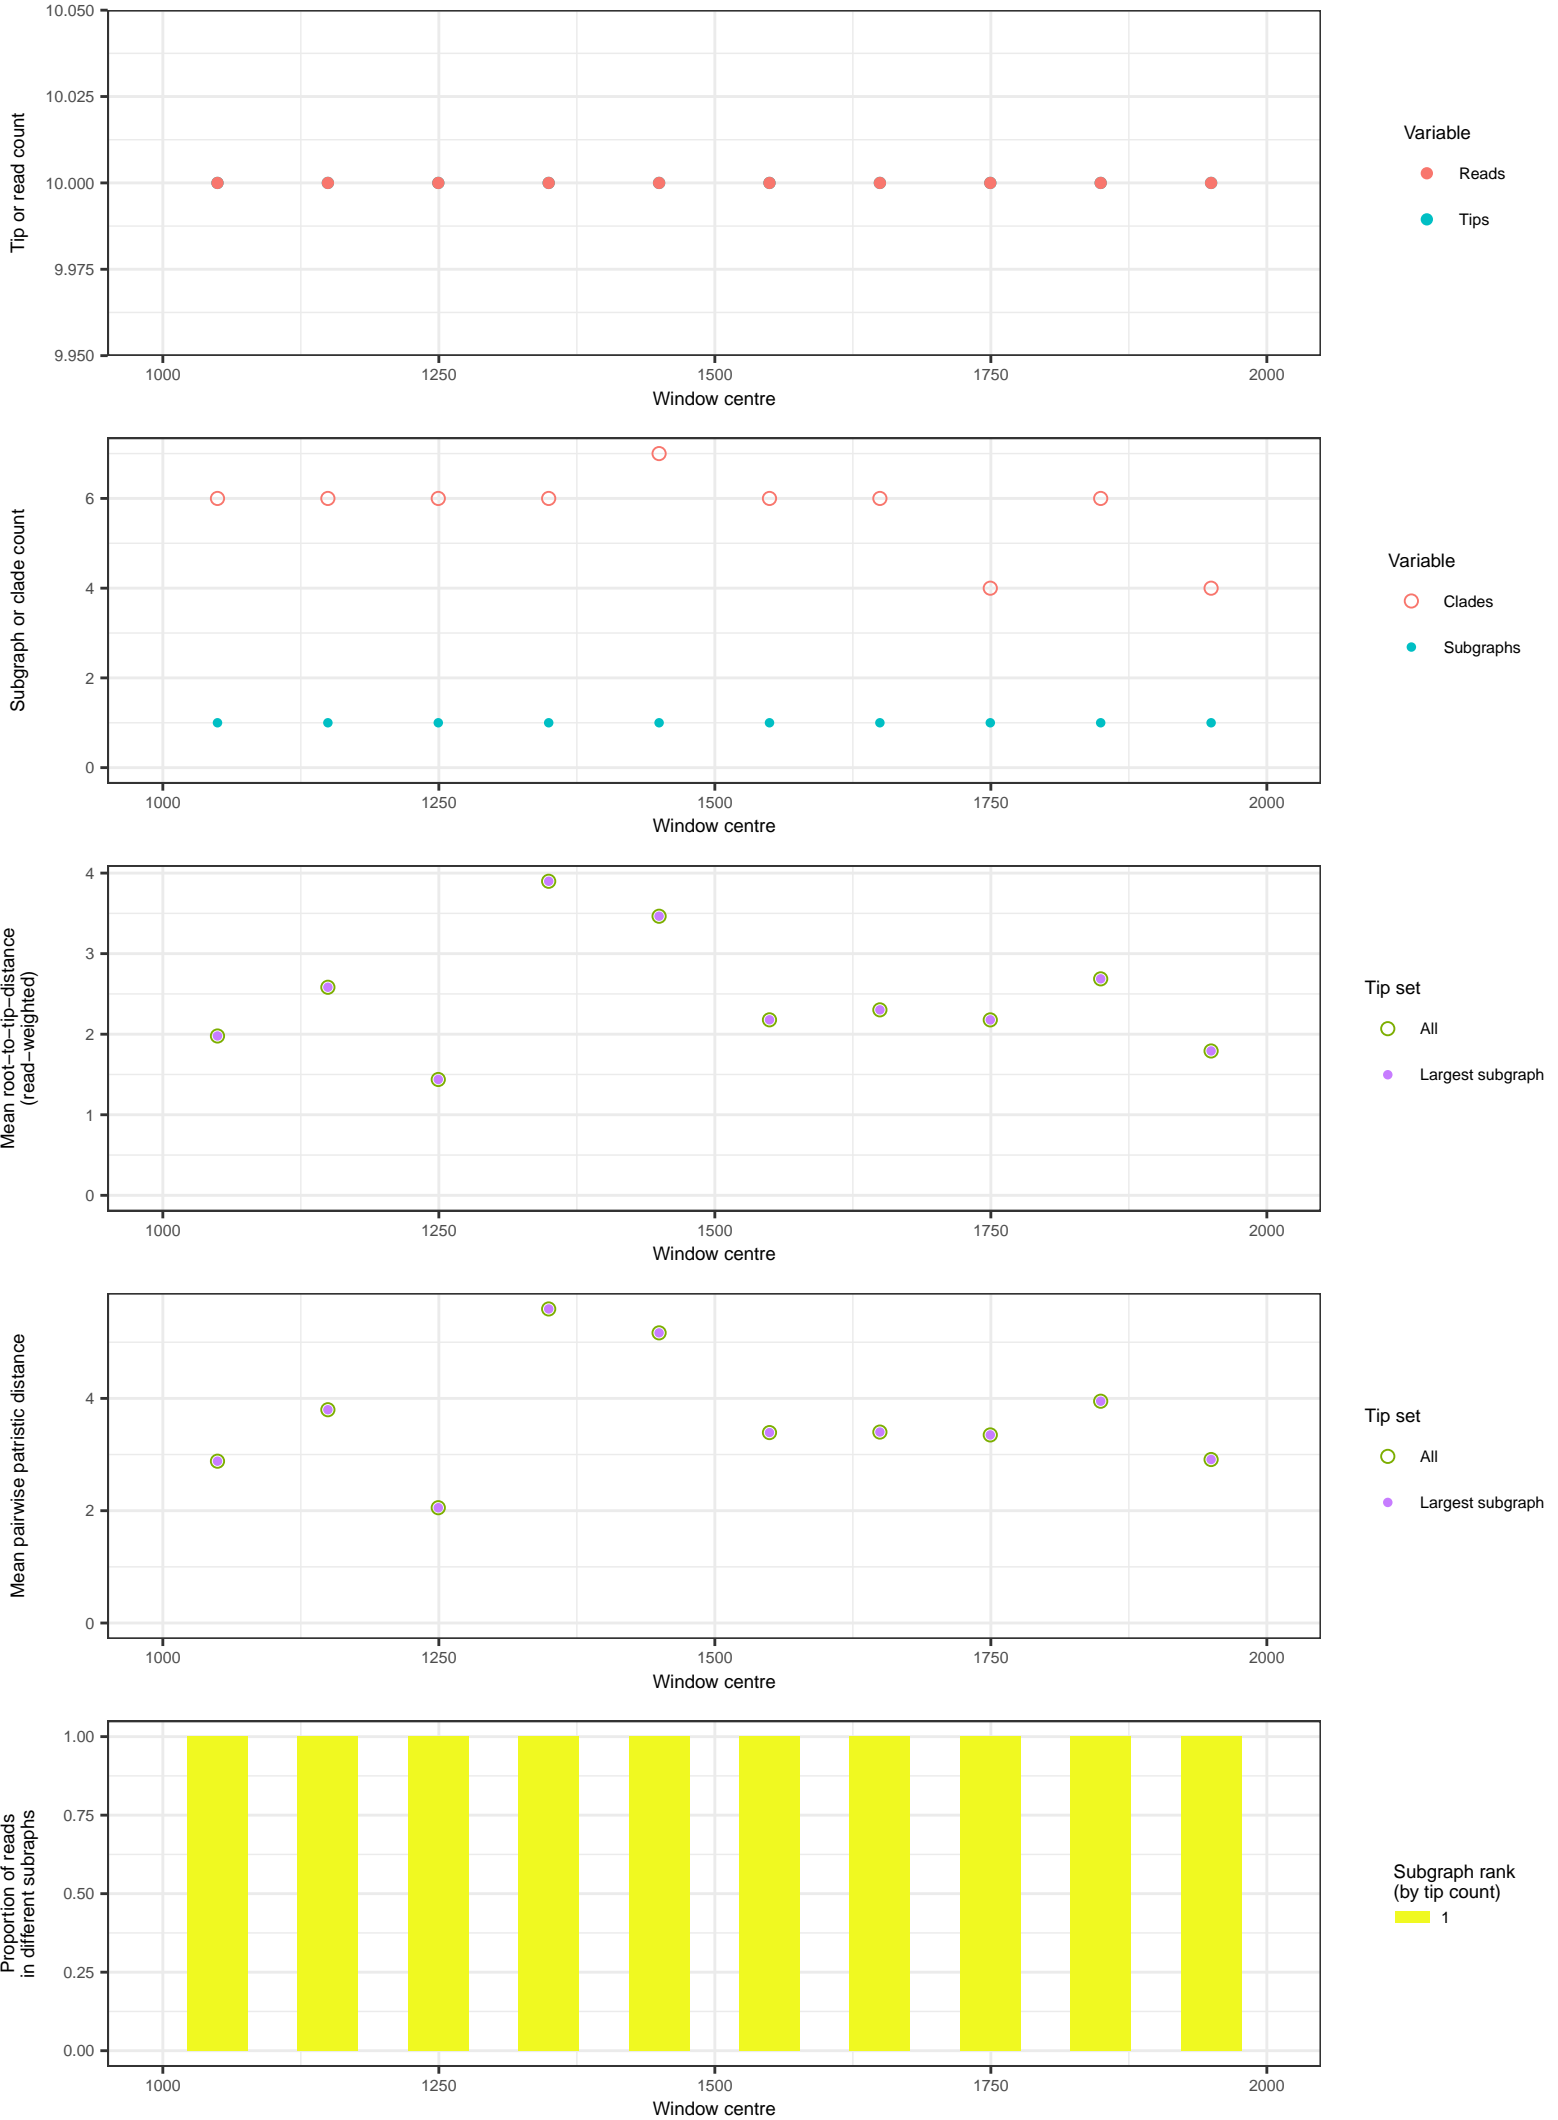 10.050
10.025
10.000
9.975
9.950
Tip or read count
1000 1250 1500 1750 2000
Window centre
Variable
Reads
Tips
6
4
2
0
Subgraph or clade count
1000 1250 1500 1750 2000
Window centre
Variable
Clades
Subgraphs
4
3
2
1
0
Mean root−to−tip−distance
(read−weighted)
1000 1250 1500 1750 2000
Window centre
Tip set
All
Largest subgraph
4
2
0
Mean pairwise patristic distance
1000 1250 1500 1750 2000
Window centre
Tip set
All
Largest subgraph
1.00
0.75
0.50
0.25
0.00
Proportion of reads
in different subraphs
1000 1250 1500 1750 2000
Window centre
Subgraph rank
(by tip count)
1